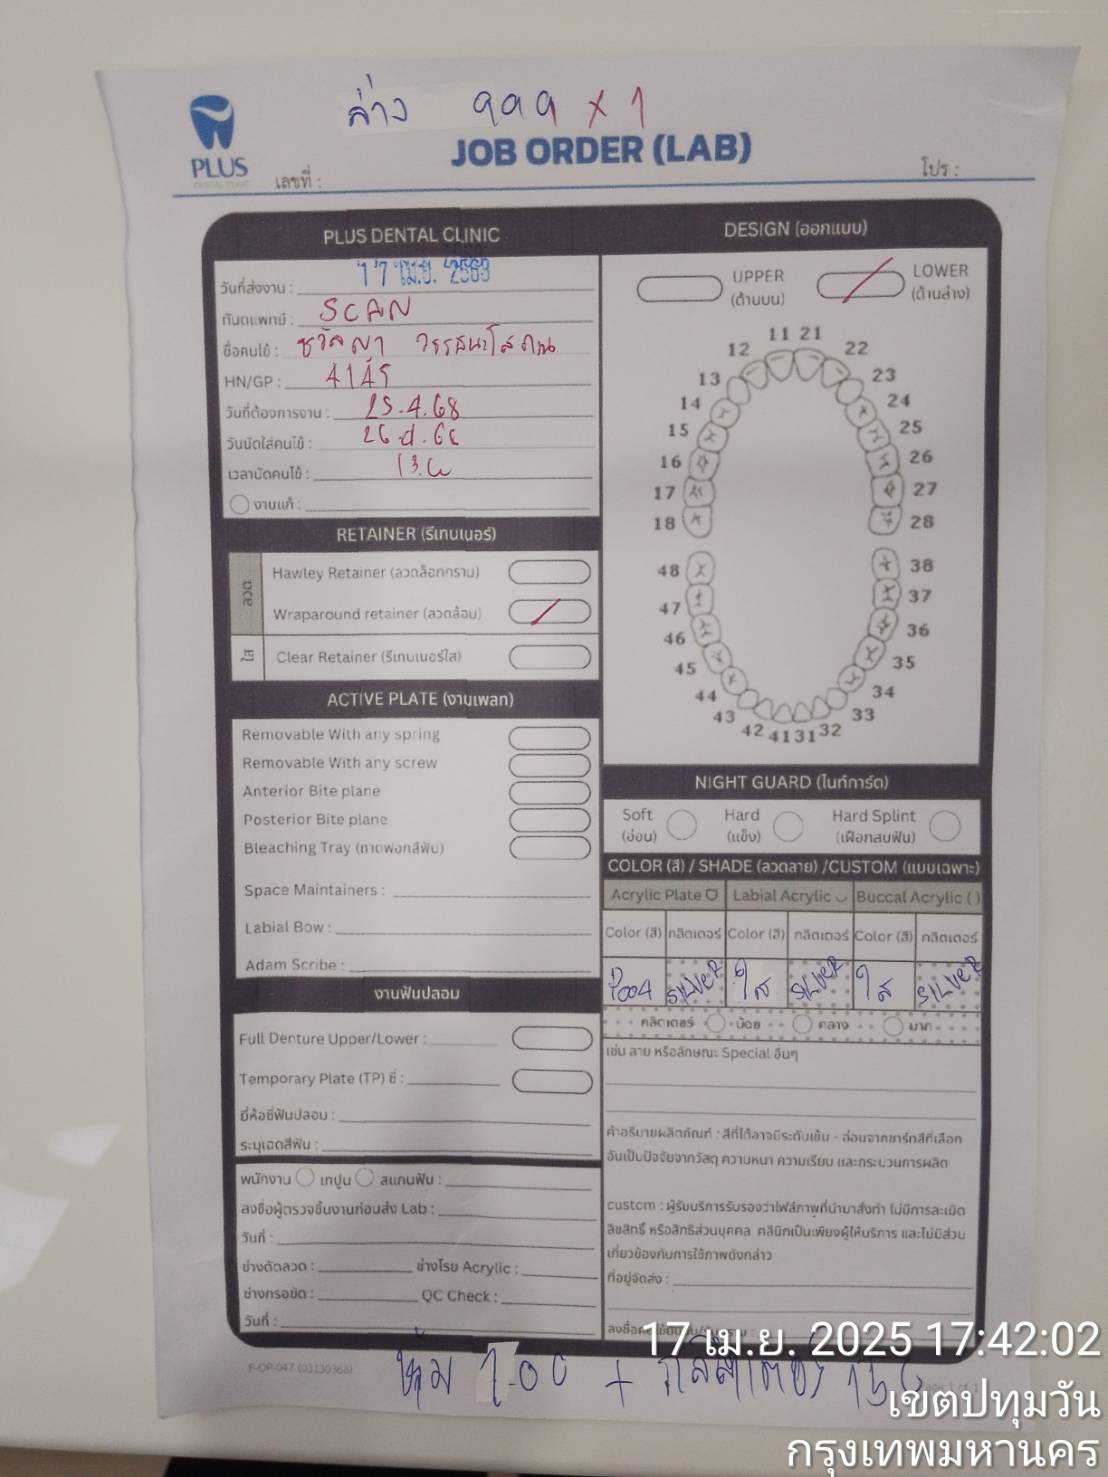 ล่าง ๑๑๑ x 1
PLUS
JOB ORDER (LAB)
เลขที่ :
โปร :
PLUS DENTAL CLINIC
วันที่ส่งงาน : 17 เม.ย. 2563
ทันตแพทย์ : SCAN
ชื่อคนไข้ :
HN/GP : 4145
วันที่ต้องการงาน : 25.4.68
วันนัดใส่คนไข้ :
เวลานัดคนไข้ :
งานแก้ :
RETAINER (รีเทนเนอร์)
ลวด
Hawley Retainer (ลวดล็อกกราม)
Wraparound retainer (ลวดล้อม)
ใส
Clear Retainer (รีเทนเนอร์ใส)
ACTIVE PLATE (งานเพลท)
Removable With any spring
Removable With any screw
Anterior Bite plane
Posterior Bite plane
Bleaching Tray (ถาดฟอกสีฟัน)
Space Maintainers :
Labial Bow :
Adam Scribe :
งานฟันปลอม
Full Denture Upper/Lower :
Temporary Plate (TP) ซี่ :
ยี่ห้อซี่ฟันปลอม :
ระบุเฉดสีฟัน :
พนักงาน เทปูน สแกนฟัน :
ลงชื่อผู้ตรวจชิ้นงานก่อนส่ง Lab :
วันที่ :
ช่างดัดลวด : ช่างโรย Acrylic :
ช่างกรอขัด : QC Check :
วันที่ :
DESIGN (ออกแบบ)
UPPER (ด้านบน)
LOWER (ด้านล่าง)
11 21
12 22
13 23
14 24
15 25
16 26
17 27
18 28
48 38
47 37
46 36
45 35
44 34
43 33
42 41 31 32
NIGHT GUARD (ไนท์การ์ด)
Soft (อ่อน)
Hard (แข็ง)
Hard Splint (เฝือกสบฟัน)
COLOR (สี) / SHADE (ลวดลาย) /CUSTOM (แบบเฉพาะ)
Acrylic Plate Labial Acrylic Buccal Acrylic ( )
Color (สี) กลิตเตอร์ Color (สี) กลิตเตอร์ Color (สี) กลิตเตอร์
P004 SILVER ใส SILVER ใส SILVER
กลิตเตอร์ น้อย กลาง มาก
เช่น ลาย หรือลักษณะ Special อื่นๆ
คำอธิบายผลิตภัณฑ์ : สีที่ได้อาจมีระดับเข้ม - อ่อนจากชาร์ทสีที่เลือก
อันเป็นปัจจัยจากวัสดุ ความหนา ความเรียบ และกระบวนการผลิต
custom : ผู้รับบริการรับรองว่าไฟล์ภาพที่นำมาสั่งทำ ไม่มีการละเมิด
ลิขสิทธิ์ หรือสิทธิส่วนบุคคล คลินิกเป็นเพียงผู้ให้บริการ และไม่มีส่วน
เกี่ยวข้องกับการใช้ภาพดังกล่าว
ที่อยู่จัดส่ง :
F-OP-047 (03130368)
+ กลิตเตอร์
17 เม.ย. 2025 17:42:02
เขตปทุมวัน
กรุงเทพมหานคร